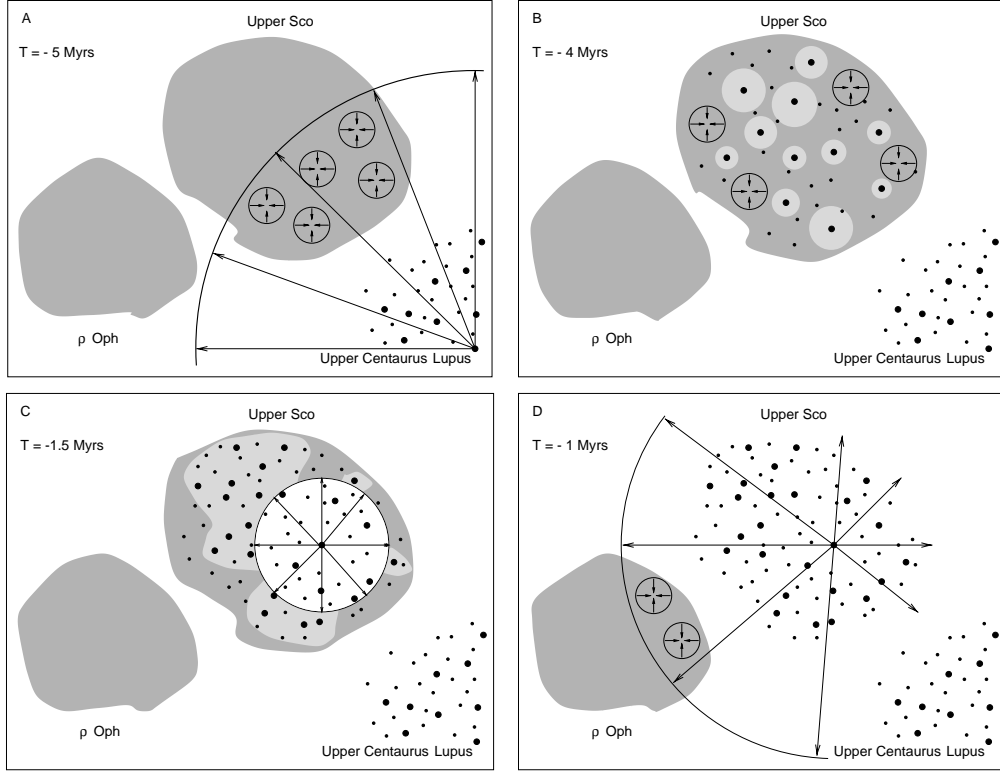 A
Upper Sco
T = - 5 Myrs
ρ Oph
Upper Centaurus Lupus
B
Upper Sco
T = - 4 Myrs
ρ Oph
Upper Centaurus Lupus
C
Upper Sco
T = -1.5 Myrs
ρ Oph
Upper Centaurus Lupus
D
Upper Sco
T = - 1 Myrs
ρ Oph
Upper Centaurus Lupus